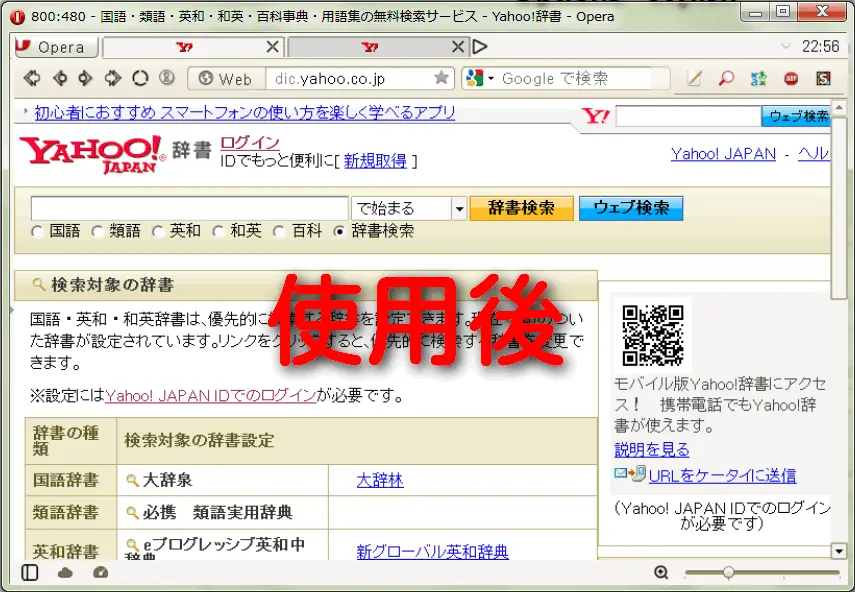 800:480 - 国語・類語・英和・和英・百科事典・用語集の無料検索サービス - Yahoo!辞書 - Opera
Opera
Y!
Y!
22:56
Web
dic.yahoo.co.jp
Google で検索
初心者におすすめ スマートフォンの使い方を楽しく学べるアプリ
Y!
ウェブ検索
YAHOO! JAPAN 辞書
ログイン
IDでもっと便利に[ 新規取得 ]
Yahoo! JAPAN - ヘル
で始まる
辞書検索
ウェブ検索
国語 類語 英和 和英 百科 辞書検索
検索対象の辞書
使用後
国語・英和・和英辞書は、優先的に
た辞書が設定されています。リンクを
きます。
※設定にはYahoo! JAPAN IDでのログインが必要です。
辞書の種類
検索対象の辞書設定
国語辞書 大辞泉 大辞林
類語辞書 必携 類語実用辞典
英和辞書 eプログレッシブ英和中 新グローバル英和辞典
辞典
モバイル版Yahoo!辞書にアクセ
ス! 携帯電話でもYahoo!辞
書が使えます。
説明を見る
URLをケータイに送信
(Yahoo! JAPAN IDでのログイン
が必要です)